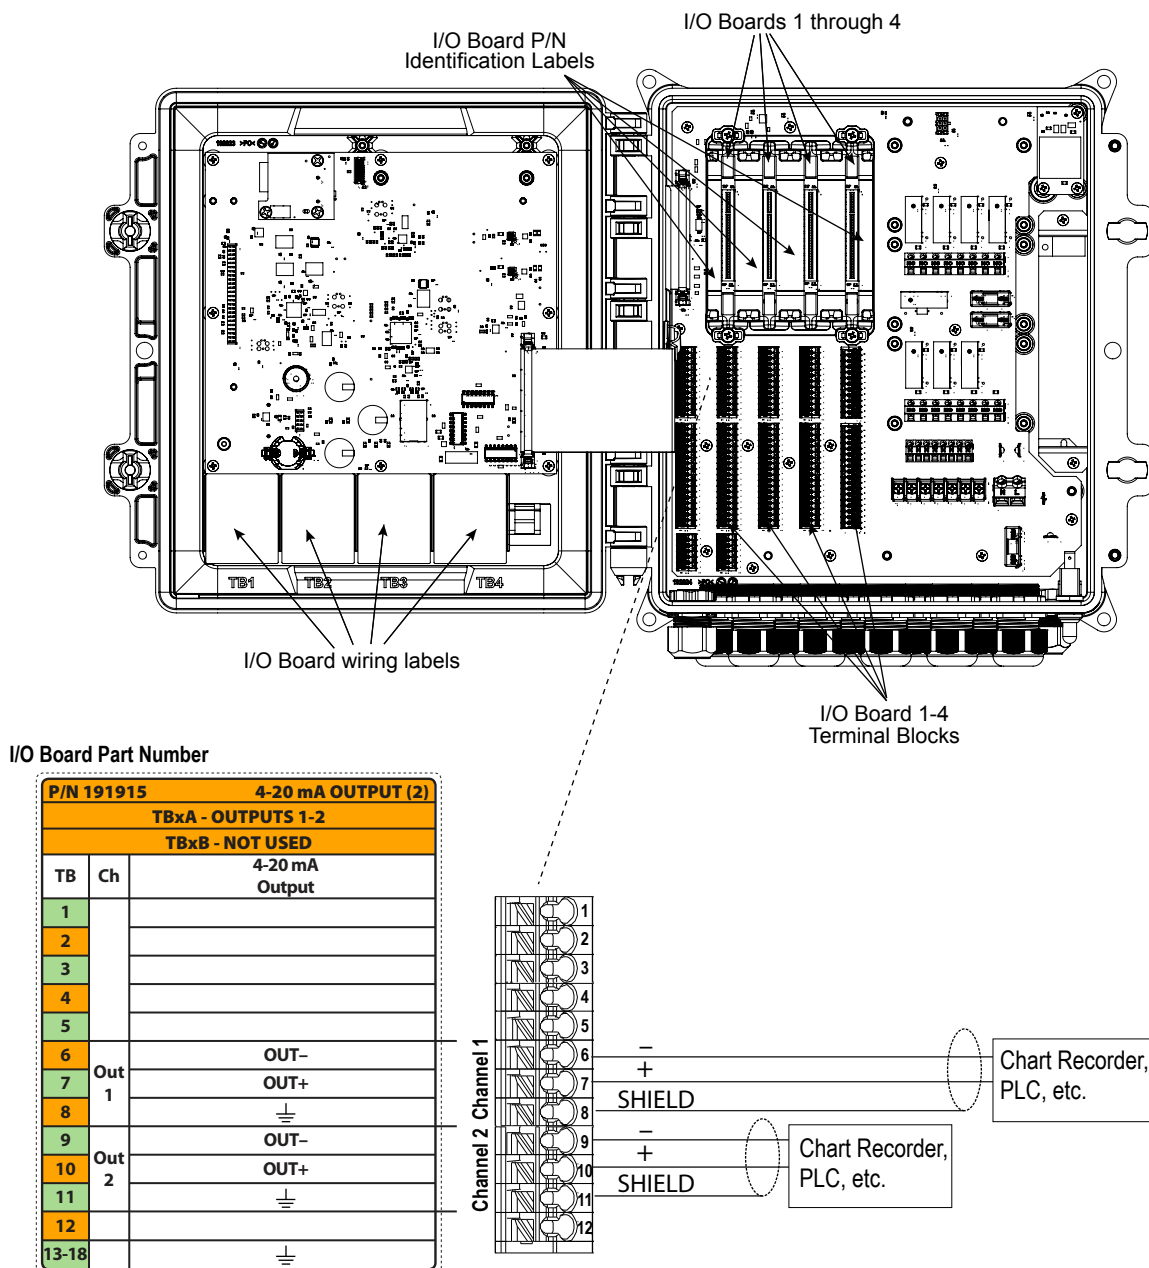 I/O Boards 1 through 4
I/O Board P/N
Identification Labels
TB1
TB2
TB3
TB4
I/O Board wiring labels
I/O Board 1-4
Terminal Blocks
N L
I/O Board Part Number
P/N 191915 4-20 mA OUTPUT (2)
TBxA - OUTPUTS 1-2
TBxB - NOT USED
TB Ch 4-20 mA
Output
1
2
3
4
5
6 OUT–
7 Out 1 OUT+
8
9 OUT–
10 Out 2 OUT+
11
12
13-18
Channel 1
Channel 2
1
2
3
4
5
6
7
8
9
10
11
12
–
+
SHIELD
Chart Recorder,
PLC, etc.
–
+
SHIELD
Chart Recorder,
PLC, etc.